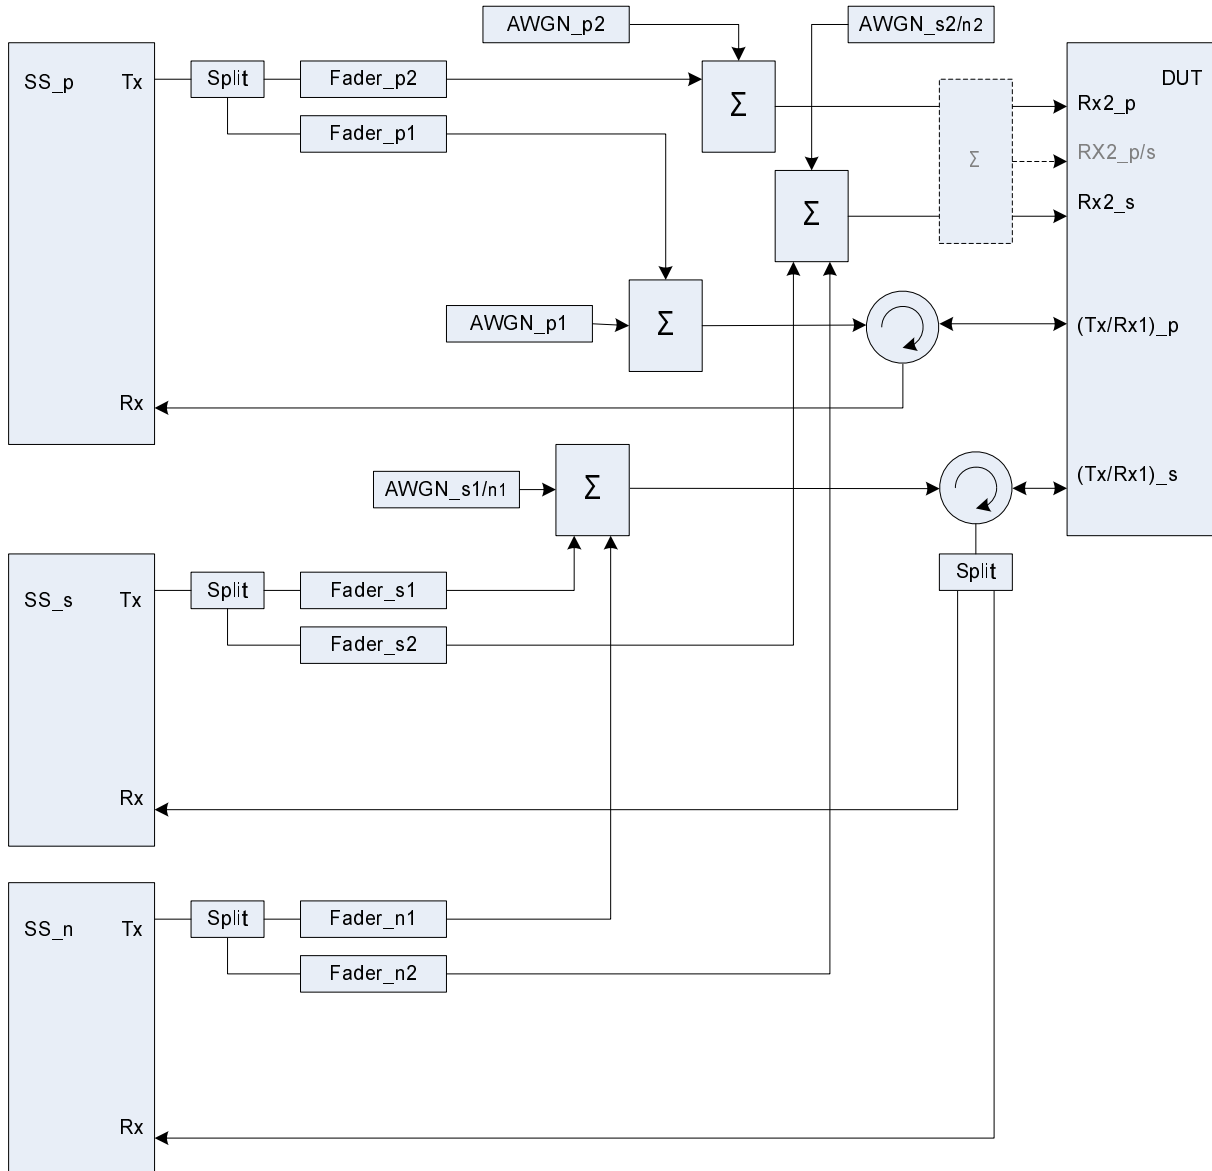 AWGN_p2
AWGN_s2/n2
SS_p
Tx
Split
Fader_p2
Fader_p1
Σ
Σ
Σ
DUT
Rx2_p
RX2_p/s
Rx2_s
AWGN_p1
Σ
(Tx/Rx1)_p
Rx
AWGN_s1/n1
Σ
(Tx/Rx1)_s
Split
SS_s
Tx
Split
Fader_s1
Fader_s2
Rx
SS_n
Tx
Split
Fader_n1
Fader_n2
Rx